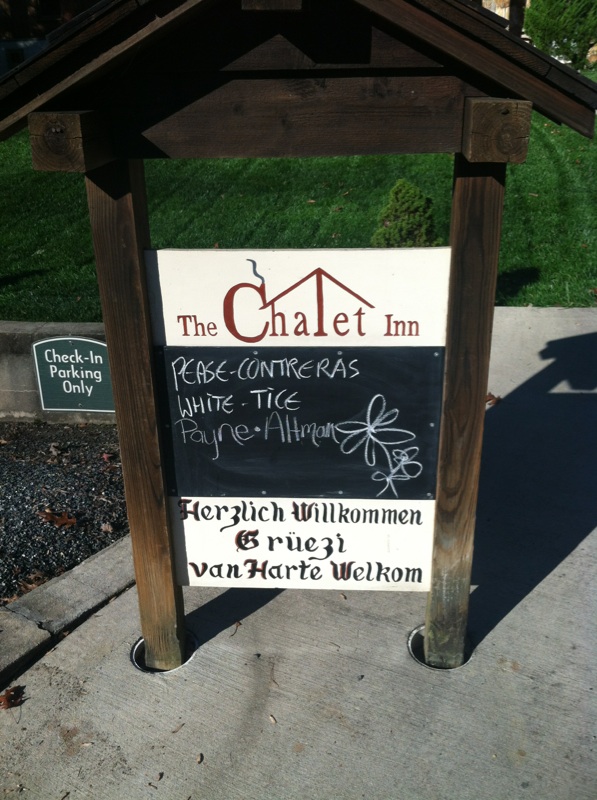 The Chalet Inn
Check-In
Parking
Only
PEASE-CONTRERAS
WHITE-TICE
Payne•Altman
Herzlich Willkommen
Grüezi
van Harte Welkom